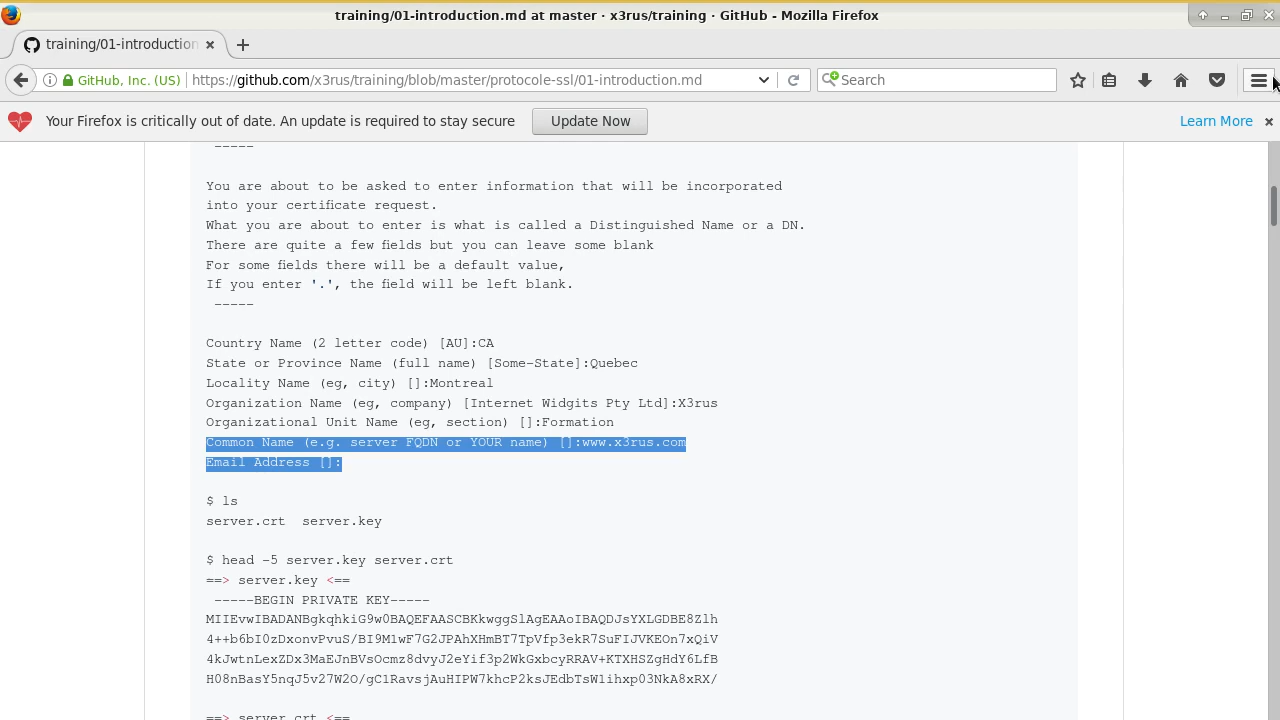 training/01-introduction.md at master · x3rus/training · GitHub - Mozilla Firefox
training/01-introduction
GitHub, Inc. (US)
https://github.com/x3rus/training/blob/master/protocole-ssl/01-introduction.md
Search
Your Firefox is critically out of date. An update is required to stay secure
Update Now
Learn More
-----
You are about to be asked to enter information that will be incorporated
into your certificate request.
What you are about to enter is what is called a Distinguished Name or a DN.
There are quite a few fields but you can leave some blank
For some fields there will be a default value,
If you enter '.', the field will be left blank.
-----
Country Name (2 letter code) [AU]:CA
State or Province Name (full name) [Some-State]:Quebec
Locality Name (eg, city) []:Montreal
Organization Name (eg, company) [Internet Widgits Pty Ltd]:X3rus
Organizational Unit Name (eg, section) []:Formation
Common Name (e.g. server FQDN or YOUR name) []:www.x3rus.com
Email Address []:
$ ls
server.crt  server.key
$ head -5 server.key server.crt
==> server.key <==
-----BEGIN PRIVATE KEY-----
MIIEvwIBADANBgkqhkiG9w0BAQEFAASCBKkwggSlAgEAAoIBAQDJsYXLGDBE8Zlh
4++b6bI0zDxonvPvuS/BI9M1wF7G2JPAhXHmBT7TpVfp3ekR7SuFIJVKEOn7xQiV
4kJwtnLexZDx3MaEJnBVsOcmz8dvyJ2eYif3p2WkGxbcyRRAV+KTXHSZgHdY6LfB
H08nBasY5nqJ5v27W2O/gC1RavsjAuHIPW7khcP2ksJEdbTsW1ihxp03NkA8xRX/
==> server.crt <==